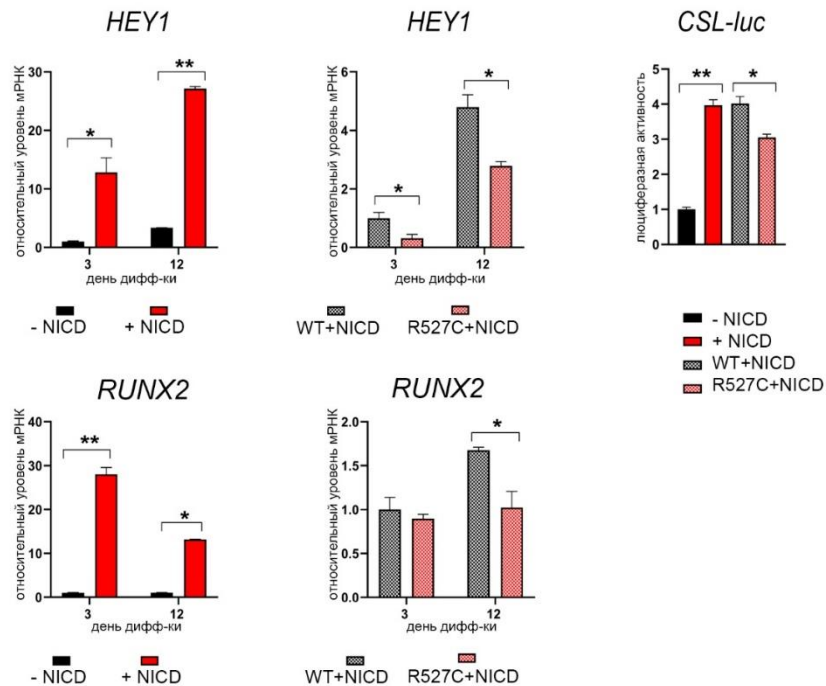 HEY1
относительный уровень мРНК
30
20
10
0
*
**
3 12
день дифф-ки
- NICD + NICD
HEY1
относительный уровень мРНК
6
4
2
0
*
*
3 12
день дифф-ки
WT+NICD R527C+NICD
CSL-luc
люциферазная активность
5
4
3
2
1
0
** *
- NICD
+ NICD
WT+NICD
R527C+NICD
RUNX2
относительный уровень мРНК
40
30
20
10
0
**
*
3 12
день дифф-ки
- NICD + NICD
RUNX2
относительный уровень мРНК
2.0
1.5
1.0
0.5
0.0
*
3 12
день дифф-ки
WT+NICD R527C+NICD